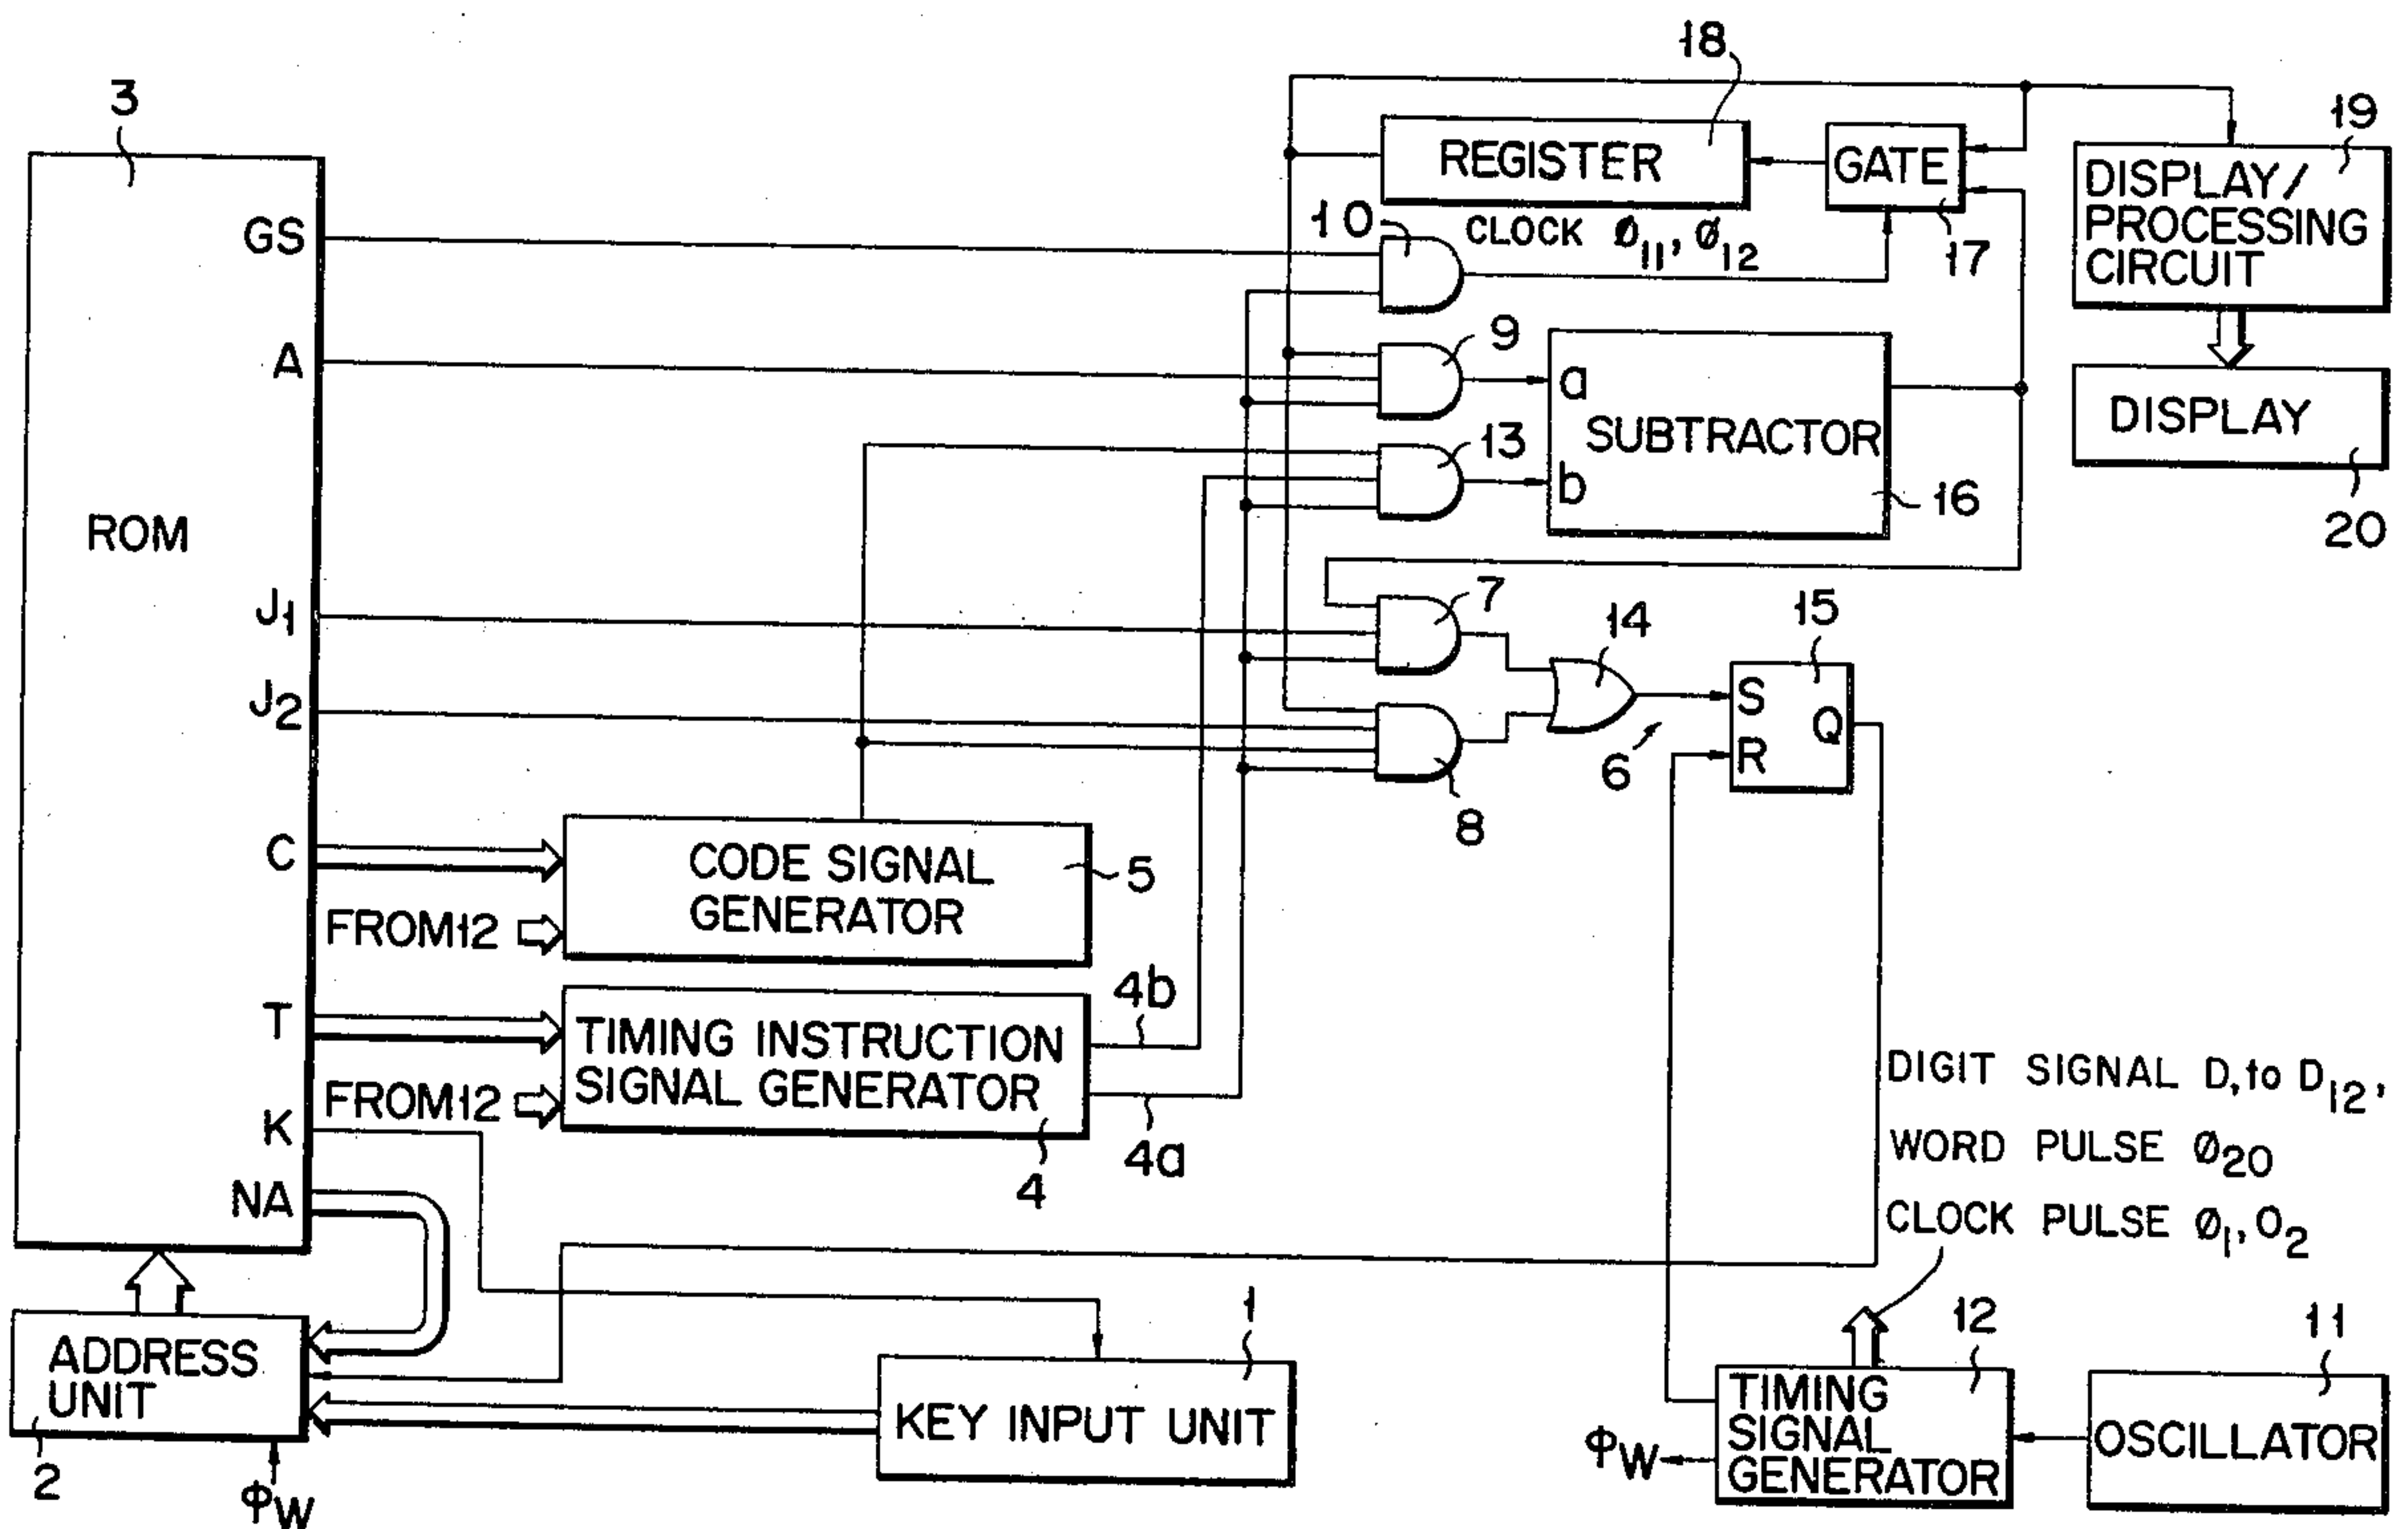 18
3
19
REGISTER
GATE
DISPLAY/
PROCESSING
CIRCUIT
10
CLOCK Ø11, Ø12
17
GS
9
A
a
SUBTRACTOR
DISPLAY
13
b
16
20
ROM
7
J1
14
15
J2
S
Q
R
6
8
C
CODE SIGNAL
GENERATOR
5
FROM12
4b
T
TIMING INSTRUCTION
SIGNAL GENERATOR
FROM12
K
4a
4
NA
DIGIT SIGNAL D, to D12,
WORD PULSE Ø20
CLOCK PULSE Ø1, O2
1
12
11
ADDRESS
UNIT
KEY INPUT UNIT
TIMING
SIGNAL
GENERATOR
OSCILLATOR
2
ΦW
ΦW